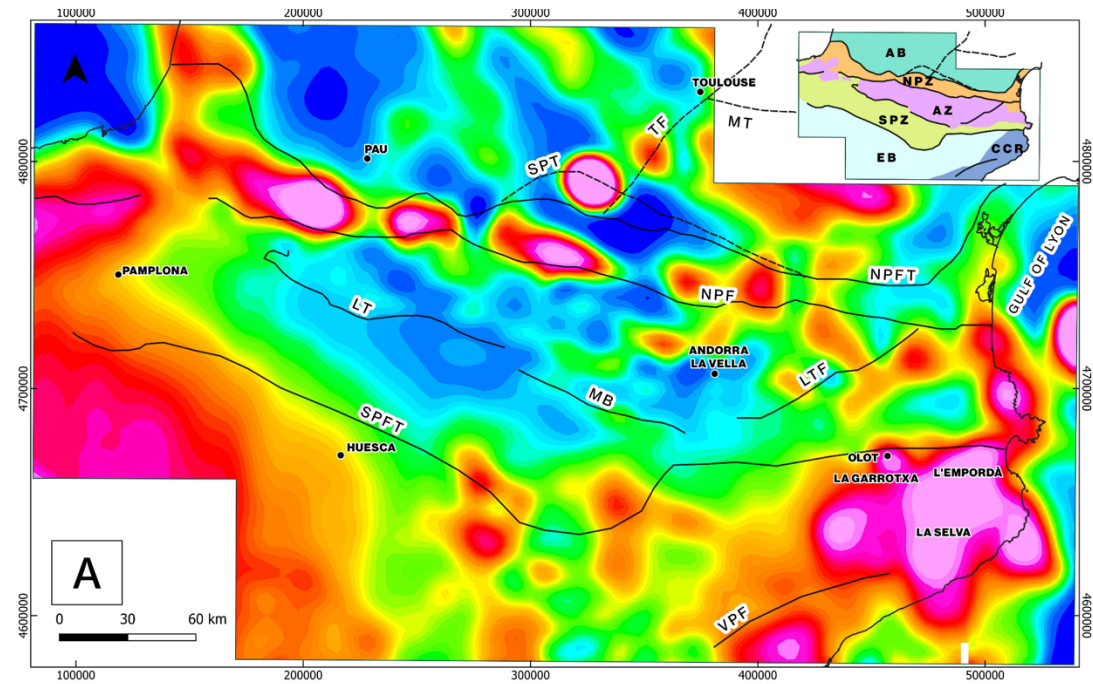 100000
200000
300000
400000
500000
AB
NPZ
AZ
SPZ
EB
CCR
TOULOUSE
MT
TF
SPT
PAU
4800000
4800000
GULF OF LYON
PAMPLONA
NPFT
NPF
LT
ANDORRA
LA VELLA
LTF
4700000
4700000
MB
SPFT
HUESCA
OLOT
LA GARROTXA
L'EMPORDÀ
LA SELVA
A
0 30 60 km
VPF
4600000
4600000
100000
200000
300000
400000
500000